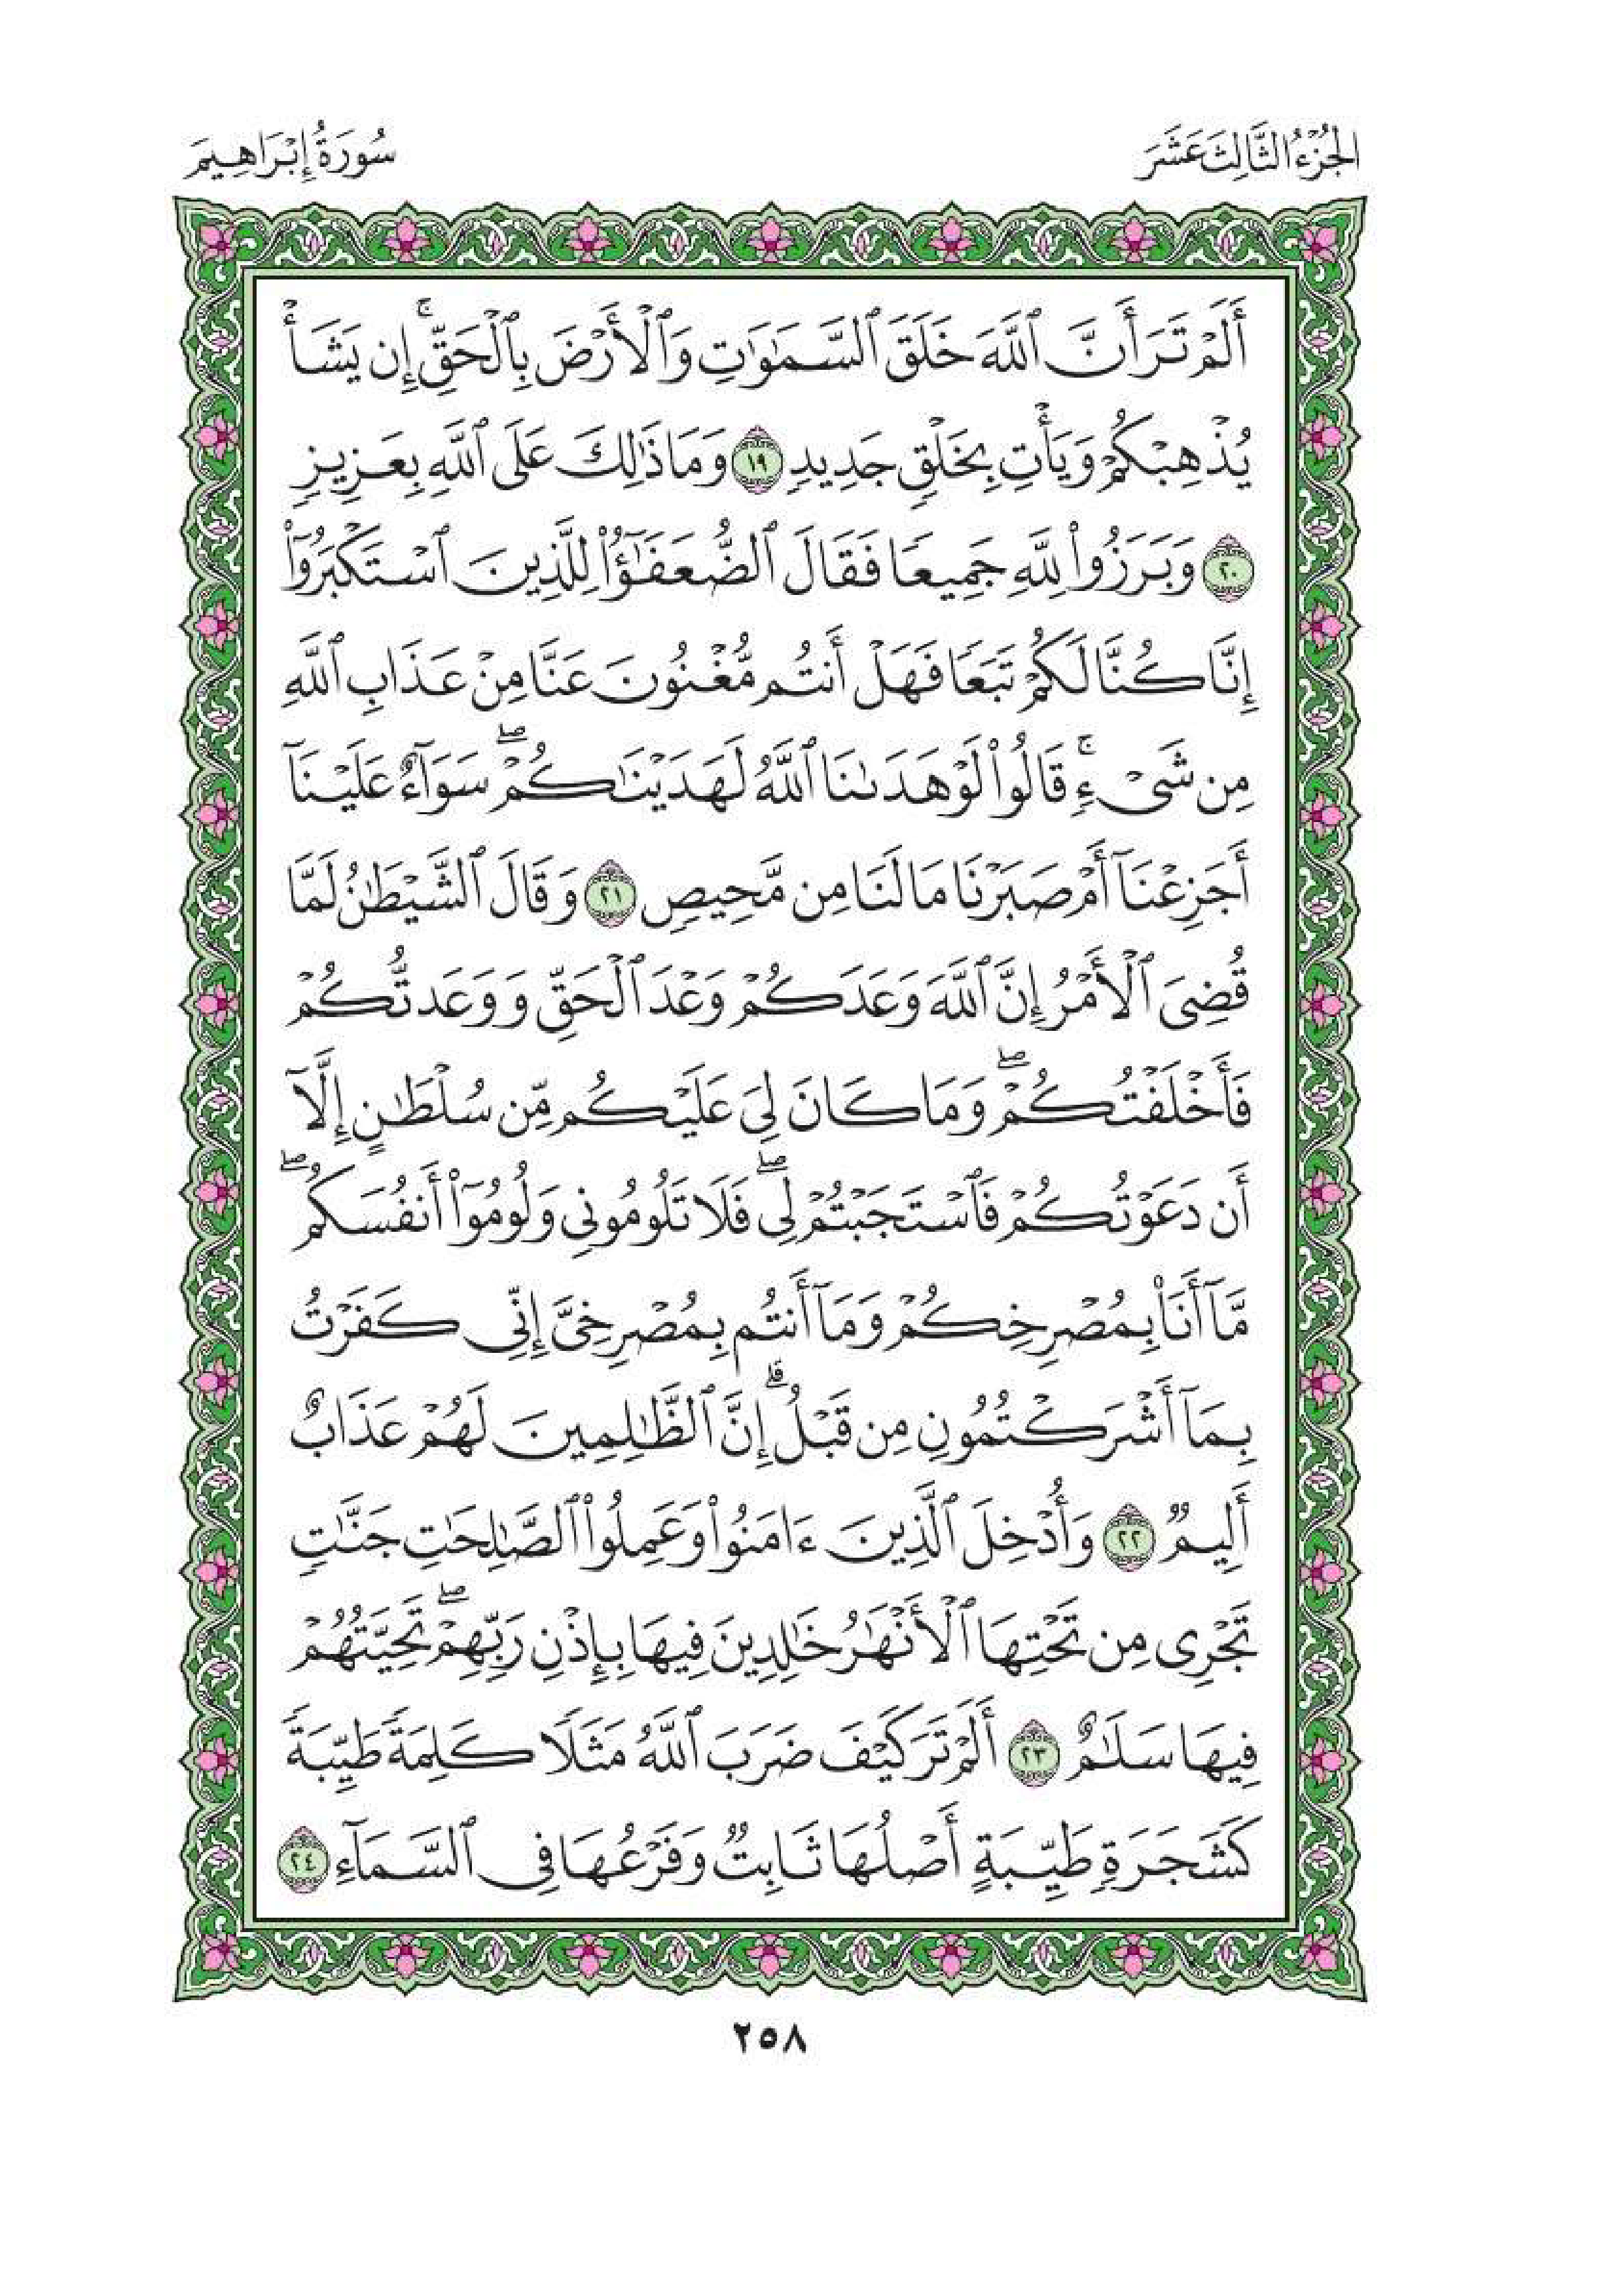 الجُزْءُ الثَّالِثَ عَشَرَ
سُورَةُ إِبْرَاهِيمَ
أَلَمْ تَرَ أَنَّ ٱللَّهَ خَلَقَ ٱلسَّمَٰوَٰتِ وَٱلْأَرْضَ بِٱلْحَقِّۚ إِن يَشَأْ
يُذْهِبْكُمْ وَيَأْتِ بِخَلْقٍ جَدِيدٍ ١٩ وَمَا ذَٰلِكَ عَلَى ٱللَّهِ بِعَزِيزٍ
٢٠ وَبَرَزُوا۟ لِلَّهِ جَمِيعًا فَقَالَ ٱلضُّعَفَٰٓؤُا۟ لِلَّذِينَ ٱسْتَكْبَرُوٓا۟
إِنَّا كُنَّا لَكُمْ تَبَعًا فَهَلْ أَنتُم مُّغْنُونَ عَنَّا مِنْ عَذَابِ ٱللَّهِ
مِن شَىْءٍۚ قَالُوا۟ لَوْ هَدَىٰنَا ٱللَّهُ لَهَدَيْنَٰكُمْۖ سَوَآءٌ عَلَيْنَآ
أَجَزِعْنَآ أَمْ صَبَرْنَا مَا لَنَا مِن مَّحِيصٍ ٢١ وَقَالَ ٱلشَّيْطَٰنُ لَمَّا
قُضِىَ ٱلْأَمْرُ إِنَّ ٱللَّهَ وَعَدَكُمْ وَعْدَ ٱلْحَقِّ وَوَعَدتُّكُمْ
فَأَخْلَفْتُكُمْۖ وَمَا كَانَ لِىَ عَلَيْكُم مِّن سُلْطَٰنٍ إِلَّآ
أَن دَعَوْتُكُمْ فَٱسْتَجَبْتُمْ لِىۖ فَلَا تَلُومُونِى وَلُومُوٓا۟ أَنفُسَكُمۖ
مَّآ أَنَا۠ بِمُصْرِخِكُمْ وَمَآ أَنتُم بِمُصْرِخِىَّ إِنِّى كَفَرْتُ
بِمَآ أَشْرَكْتُمُونِ مِن قَبْلُۗ إِنَّ ٱلظَّٰلِمِينَ لَهُمْ عَذَابٌ
أَلِيمٌ ٢٢ وَأُدْخِلَ ٱلَّذِينَ ءَامَنُوا۟ وَعَمِلُوا۟ ٱلصَّٰلِحَٰتِ جَنَّٰتٍ
تَجْرِى مِن تَحْتِهَا ٱلْأَنْهَٰرُ خَٰلِدِينَ فِيهَا بِإِذْنِ رَبِّهِمْۖ تَحِيَّتُهُمْ
فِيهَا سَلَٰمٌ ٢٣ أَلَمْ تَرَ كَيْفَ ضَرَبَ ٱللَّهُ مَثَلًا كَلِمَةً طَيِّبَةً
كَشَجَرَةٍ طَيِّبَةٍ أَصْلُهَا ثَابِتٌ وَفَرْعُهَا فِى ٱلسَّمَآءِ ٢٤
٢٥٨